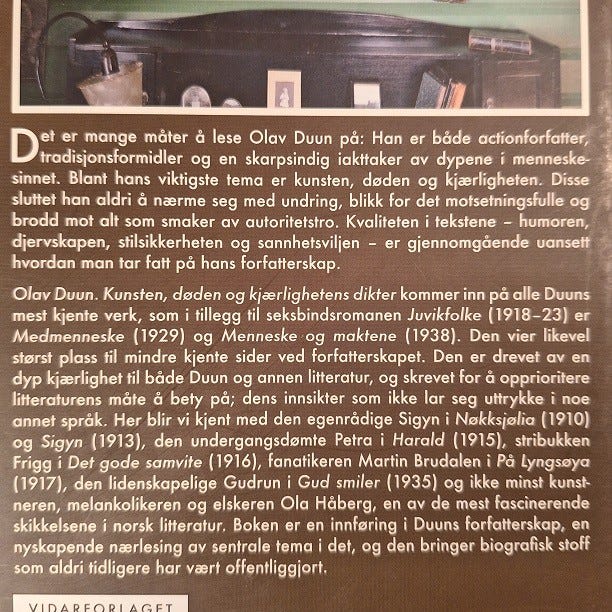 Det er mange måter å lese Olav Duun på: Han er både actionforfatter,
tradisjonsformidler og en skarpsindig iakttaker av dypene i menneske-
sinnet. Blant hans viktigste tema er kunsten, døden og kjærligheten. Disse
sluttet han aldri å nærme seg med undring, blikk for det motsetningsfulle og
brodd mot alt som smaker av autoritetstro. Kvaliteten i tekstene – humoren,
djervskapen, stilsikkerheten og sannhetsviljen – er gjennomgående uansett
hvordan man tar fatt på hans forfatterskap.
Olav Duun. Kunsten, døden og kjærlighetens dikter kommer inn på alle Duuns
mest kjente verk, som i tillegg til seksbindsromanen Juvikfolke (1918–23) er
Medmenneske (1929) og Menneske og maktene (1938). Den vier likevel
størst plass til mindre kjente sider ved forfatterskapet. Den er drevet av en
dyp kjærlighet til både Duun og annen litteratur, og skrevet for å opprioritere
litteraturens måte å bety på; dens innsikter som ikke lar seg uttrykke i noe
annet språk. Her blir vi kjent med den egenrådige Sigyn i Nøkksjølia (1910)
og Sigyn (1913), den undergangsdømte Petra i Harald (1915), stribukken
Frigg i Det gode samvite (1916), fanatikeren Martin Brudalen i På Lyngsøya
(1917), den lidenskapelige Gudrun i Gud smiler (1935) og ikke minst kunst-
neren, melankolikeren og elskeren Ola Håberg, en av de mest fascinerende
skikkelsene i norsk litteratur. Boken er en innføring i Duuns forfatterskap, en
nyskapende nærlesing av sentrale tema i det, og den bringer biografisk stoff
som aldri tidligere har vært offentliggjort.
VIDARFORLAGET